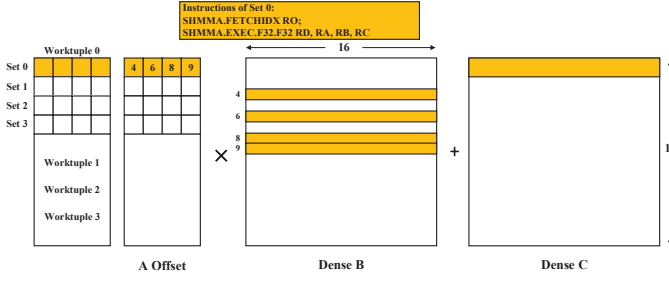 Instructions of Set 0:
SHMMA.FETCHIDX RO;
SHMMA.EXEC.F32.F32 RD, RA, RB, RC
Worktuple 0
16
Set 0
4 6 8 9
Set 1
Set 2
Set 3
4
6
8
9
×
+
Worktuple 1
Worktuple 2
Worktuple 3
A Offset
Dense B
Dense C